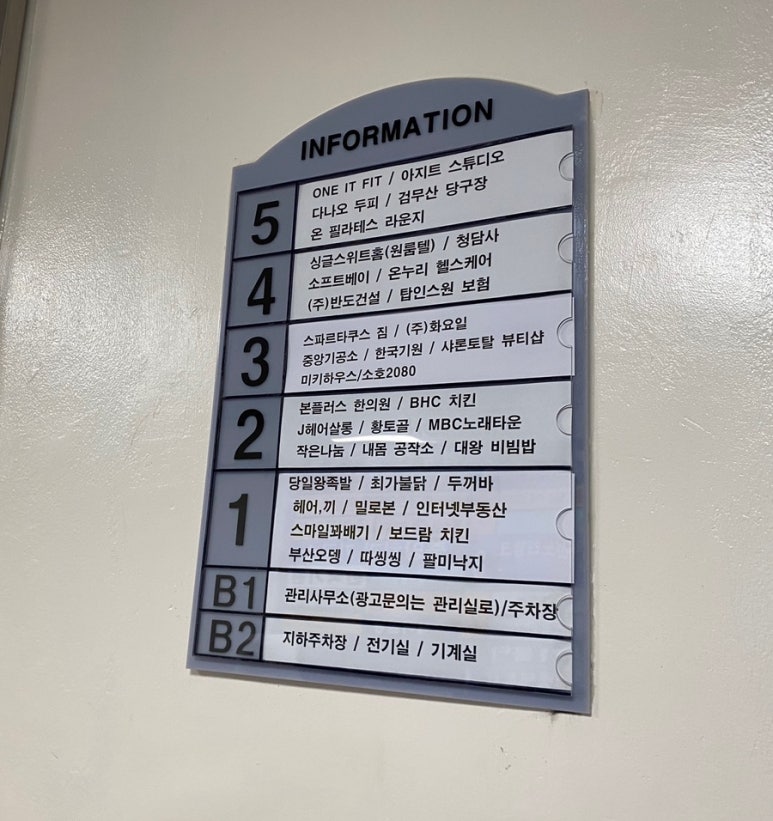 INFORMATION
5
ONE IT FIT / 아지트 스튜디오
다나오 두피 / 검무산 당구장
온 필라테스 라운지
4
싱글스위트홈(원룸텔) / 청담사
소프트베이 / 온누리 헬스케어
(주)반도건설 / 탑인스원 보험
3
스파르타쿠스 짐 / (주)화요일
중앙기공소 / 한국기원 / 샤론토탈 뷰티샵
미키하우스/소호2080
2
본플러스 한의원 / BHC 치킨
J헤어살롱 / 황토골 / MBC노래타운
작은나눔 / 내몸 공작소 / 대왕 비빔밥
1
당일왕족발 / 최가불닭 / 두꺼바
헤어,끼 / 밀로본 / 인터넷부동산
스마일꽈배기 / 보드람 치킨
부산오뎅 / 따씽씽 / 팔미낙지
B1
관리사무소(광고문의는 관리실로)/주차장
B2
지하주차장 / 전기실 / 기계실